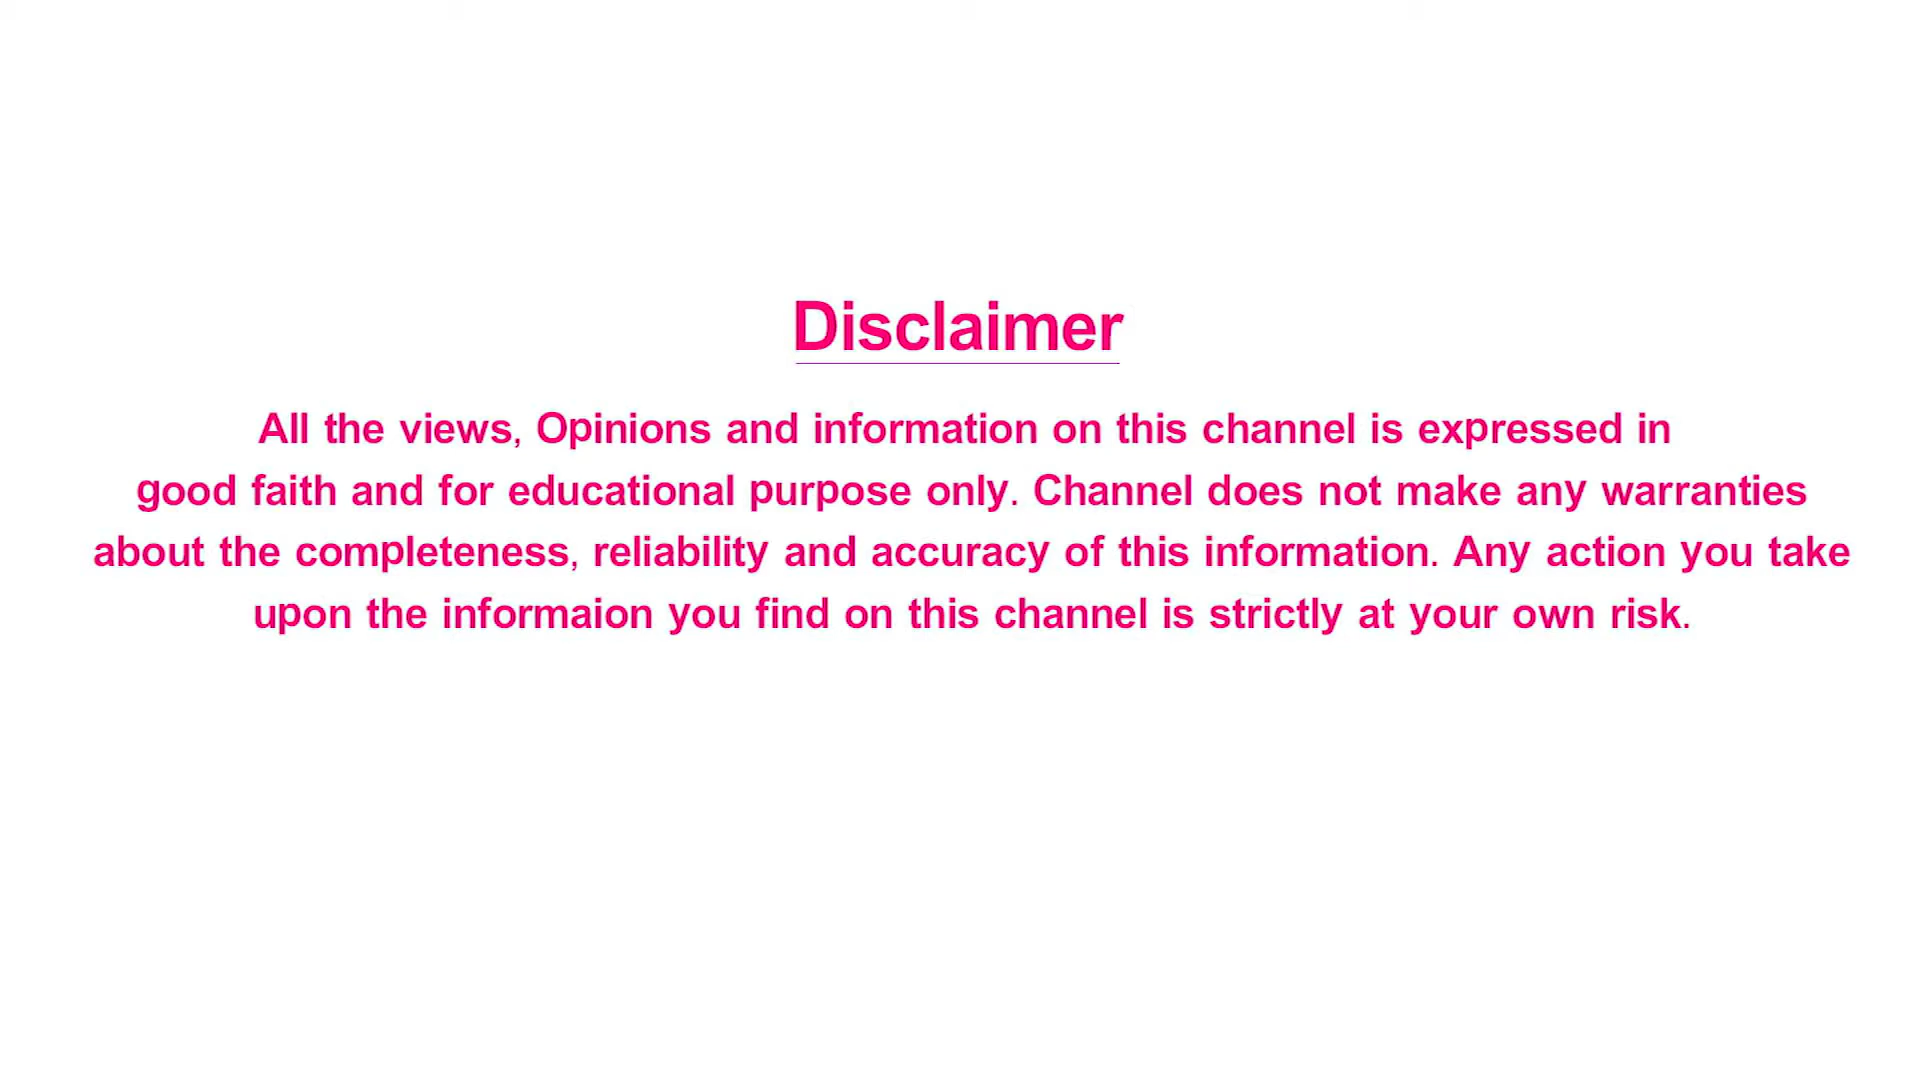 Disclaimer
All the views, Opinions and information on this channel is expressed in
good faith and for educational purpose only. Channel does not make any warranties
about the completeness, reliability and accuracy of this information. Any action you take
upon the informaion you find on this channel is strictly at your own risk.